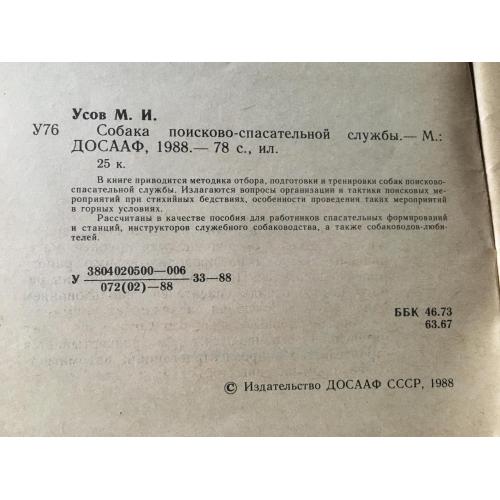 Усов М. И.
У76 Собака поисково-спасательной службы.— М.:
ДОСААФ, 1988.— 78 с., ил.
25 к.
В книге приводится методика отбора, подготовки и тренировки собак поисково-
спасательной службы. Излагаются вопросы организации и тактики поисковых ме-
роприятий при стихийных бедствиях, особенности проведения таких мероприятий
в горных условиях.
Рассчитаны в качестве пособия для работников спасательных формирований
и станций, инструкторов служебного собаководства, а также собаководов-люби-
телей.
У 3804020500—006 33—88
072(02)—88
ББК 46.73
63.67
© Издательство ДОСААФ СССР, 1988